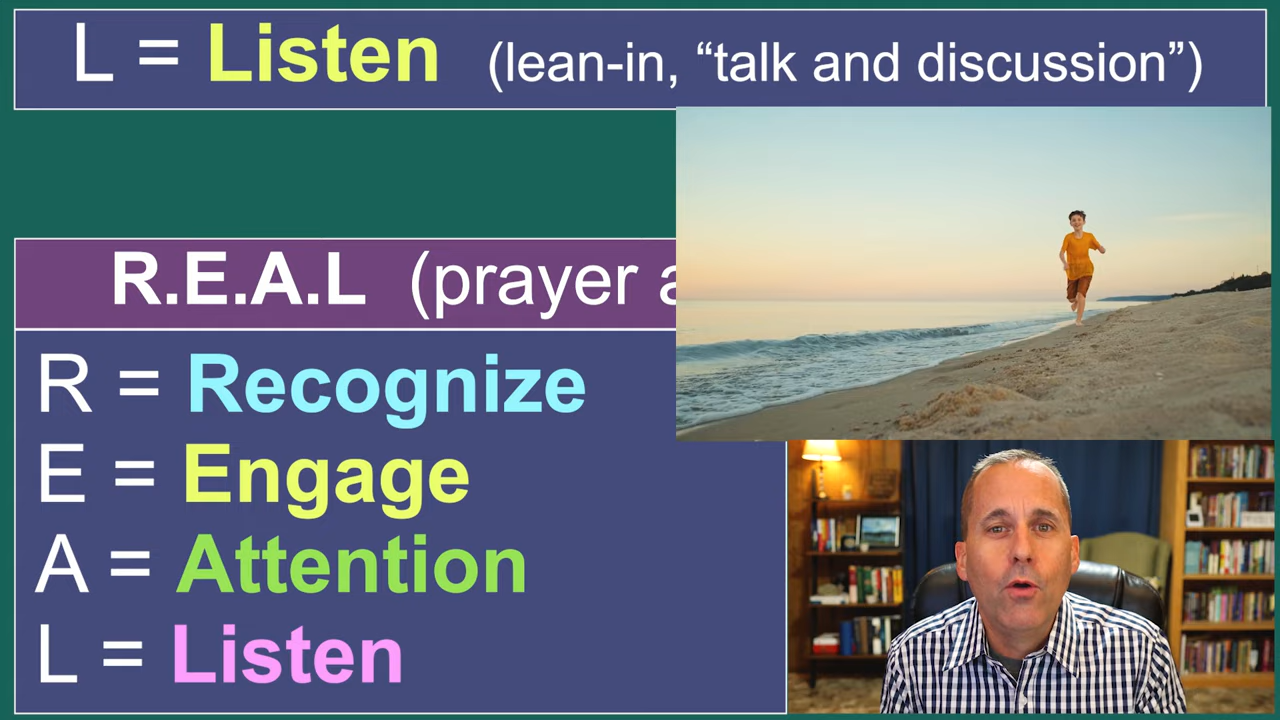 L = Listen (lean-in, “talk and discussion”)
R.E.A.L (prayer
R = Recognize
E = Engage
A = Attention
L = Listen